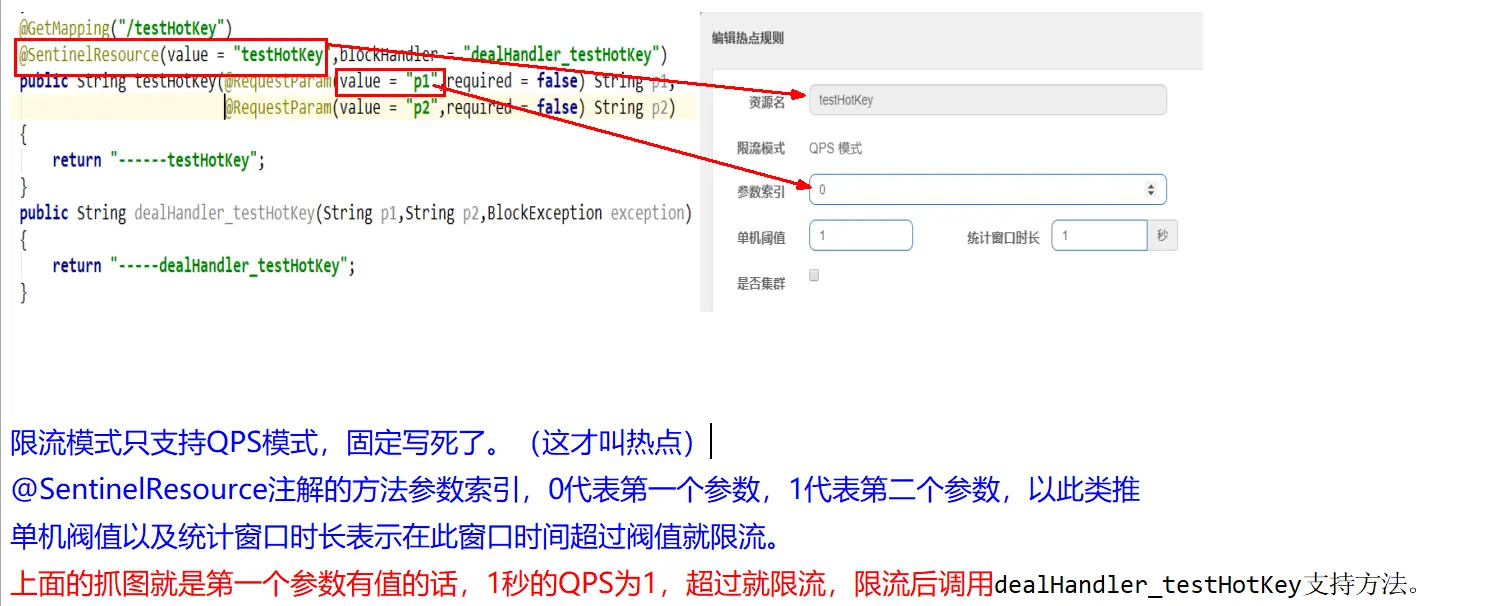 @GetMapping("/testHotKey")
@SentinelResource(value = "testHotKey",blockHandler = "dealHandler_testHotKey")
public String testHotKey(@RequestParam(value = "p1",required = false) String p1,
@RequestParam(value = "p2",required = false) String p2)
{
return "------testHotKey";
}
public String dealHandler_testHotKey(String p1,String p2,BlockException exception)
{
return "-----dealHandler_testHotKey";
}
编辑热点规则
资源名 testHotKey
限流模式 QPS 模式
参数索引 0
单机阈值 1 统计窗口时长 1 秒
是否集群
限流模式只支持QPS模式，固定写死了。（这才叫热点）
@SentinelResource注解的方法参数索引，0代表第一个参数，1代表第二个参数，以此类推
单机阀值以及统计窗口时长表示在此窗口时间超过阀值就限流。
上面的抓图就是第一个参数有值的话，1秒的QPS为1，超过就限流，限流后调用dealHandler_testHotKey支持方法。